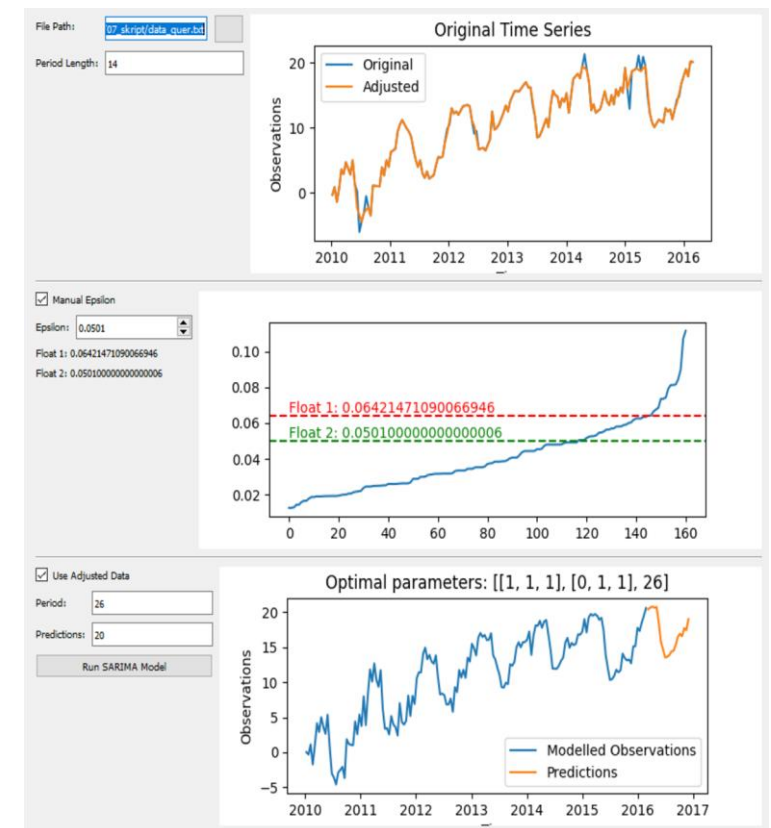 File Path:
07_skript/data_quer.txt
Period Length:
14
Original Time Series
Original
Adjusted
Observations
20
10
0
2010 2011 2012 2013 2014 2015 2016
Manual Epsilon
Epsilon: 0.0501
Float 1: 0.06421471090066946
Float 2: 0.050100000000000006
0.10
0.08
0.06
0.04
0.02
Float 1: 0.06421471090066946
Float 2: 0.050100000000000006
0 20 40 60 80 100 120 140 160
Use Adjusted Data
Period: 26
Predictions: 20
Run SARIMA Model
Optimal parameters: [[1, 1, 1], [0, 1, 1], 26]
Observations
20
15
10
5
0
−5
Modelled Observations
Predictions
2010 2011 2012 2013 2014 2015 2016 2017